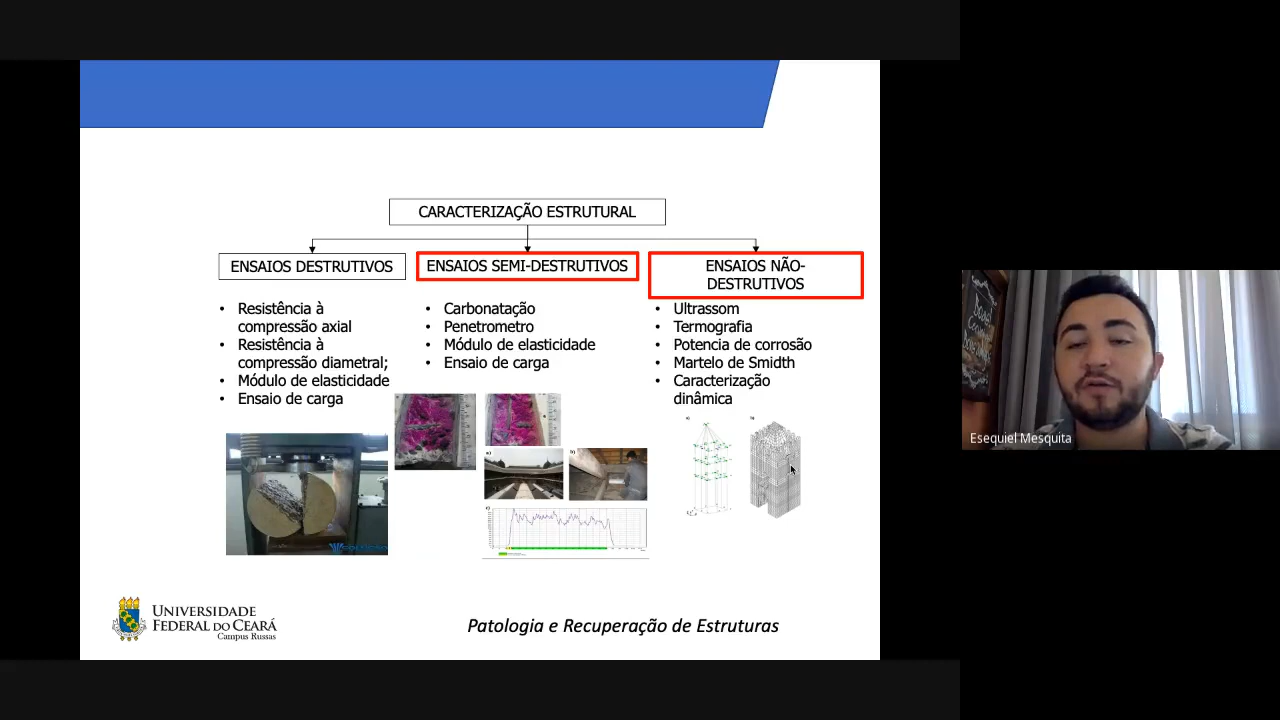 CARACTERIZAÇÃO ESTRUTURAL
ENSAIOS DESTRUTIVOS
• Resistência à
compressão axial
• Resistência à
compressão diametral;
• Módulo de elasticidade
• Ensaio de carga
ENSAIOS SEMI-DESTRUTIVOS
• Carbonatação
• Penetrometro
• Módulo de elasticidade
• Ensaio de carga
ENSAIOS NÃO-
DESTRUTIVOS
• Ultrassom
• Termografia
• Potencia de corrosão
• Martelo de Smidth
• Caracterização
dinâmica
a)
b)
a)
b)
c)
UNIVERSIDADE
FEDERAL DO CEARÁ
Campus Russas
Patologia e Recuperação de Estruturas
Esequiel Mesquita